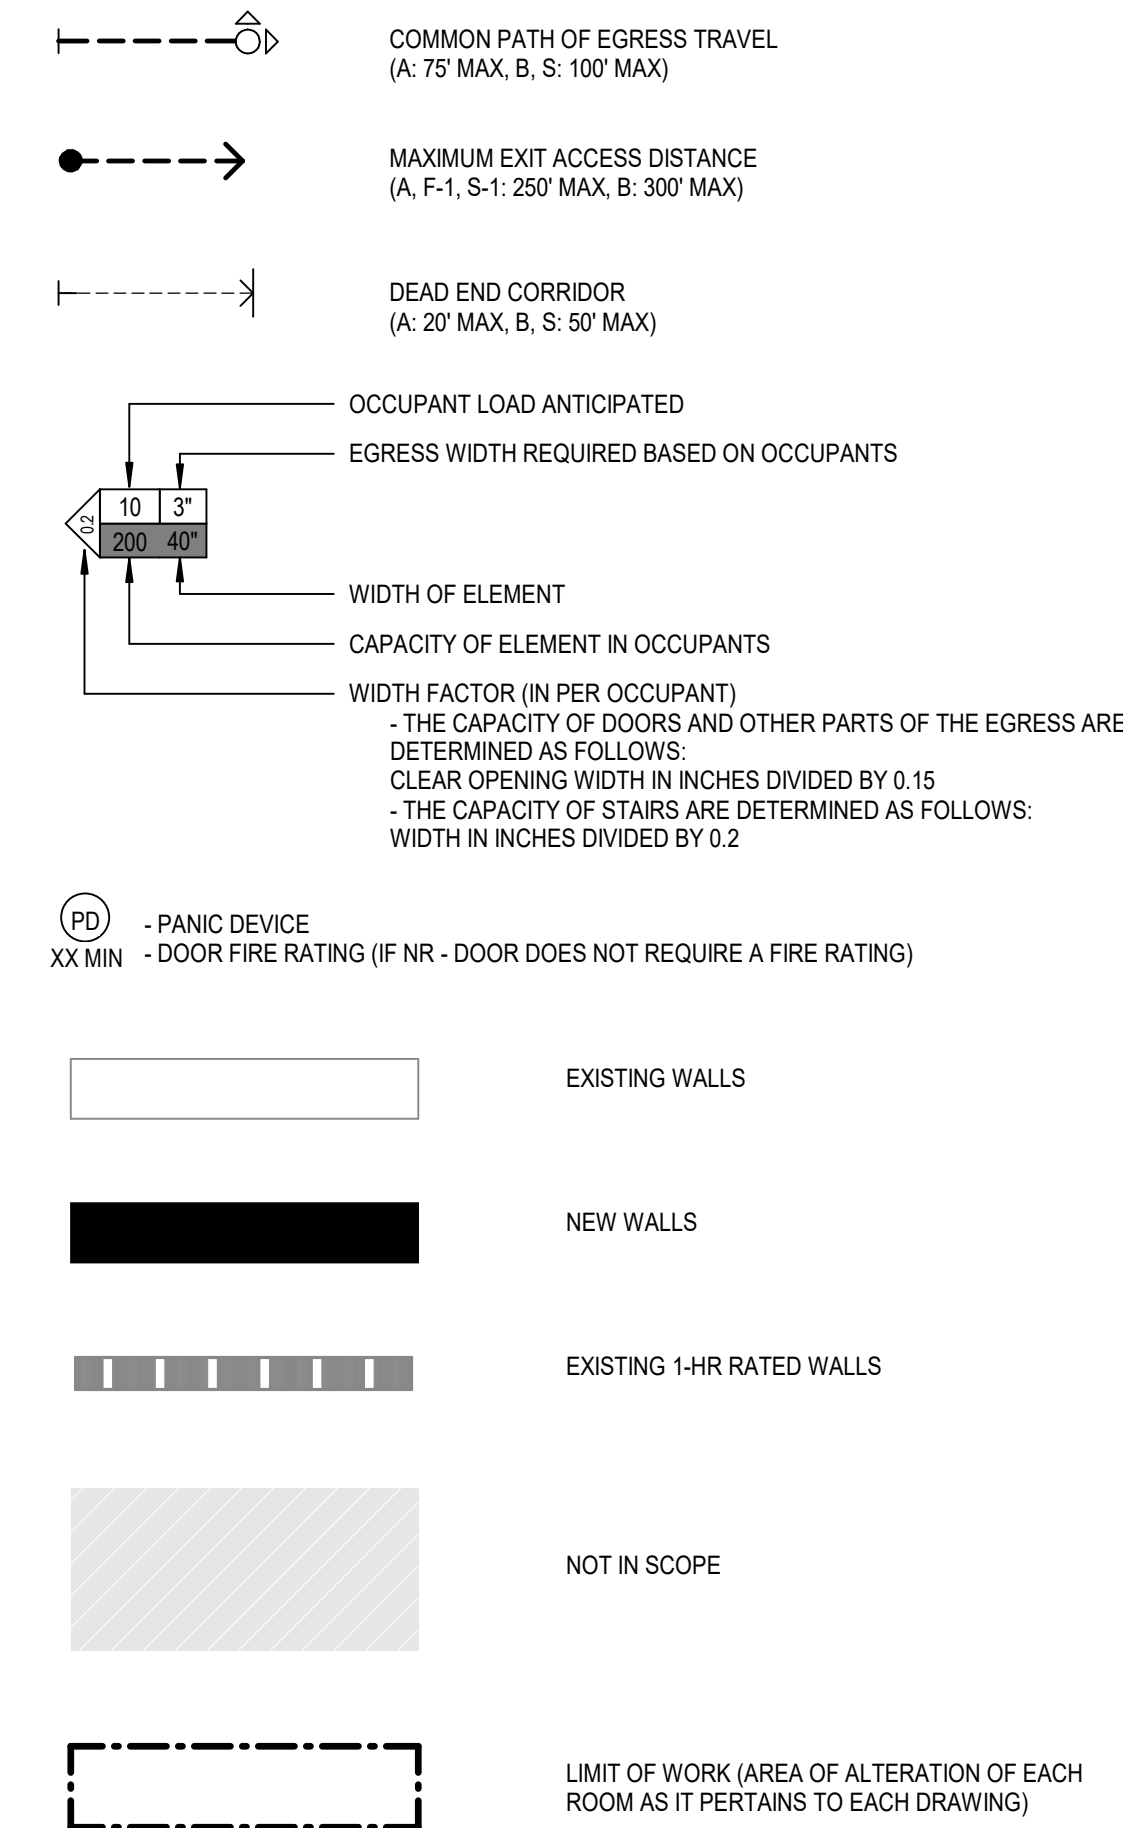 COMMON PATH OF EGRESS TRAVEL
(A: 75' MAX, B, S: 100' MAX)
MAXIMUM EXIT ACCESS DISTANCE
(A, F-1, S-1: 250' MAX, B: 300' MAX)
DEAD END CORRIDOR
(A: 20' MAX, B, S: 50' MAX)
OCCUPANT LOAD ANTICIPATED
EGRESS WIDTH REQUIRED BASED ON OCCUPANTS
10 3"
0.2
200 40"
WIDTH OF ELEMENT
CAPACITY OF ELEMENT IN OCCUPANTS
WIDTH FACTOR (IN PER OCCUPANT)
- THE CAPACITY OF DOORS AND OTHER PARTS OF THE EGRESS ARE
DETERMINED AS FOLLOWS:
CLEAR OPENING WIDTH IN INCHES DIVIDED BY 0.15
- THE CAPACITY OF STAIRS ARE DETERMINED AS FOLLOWS:
WIDTH IN INCHES DIVIDED BY 0.2
PD - PANIC DEVICE
XX MIN - DOOR FIRE RATING (IF NR - DOOR DOES NOT REQUIRE A FIRE RATING)
EXISTING WALLS
NEW WALLS
EXISTING 1-HR RATED WALLS
NOT IN SCOPE
LIMIT OF WORK (AREA OF ALTERATION OF EACH
ROOM AS IT PERTAINS TO EACH DRAWING)